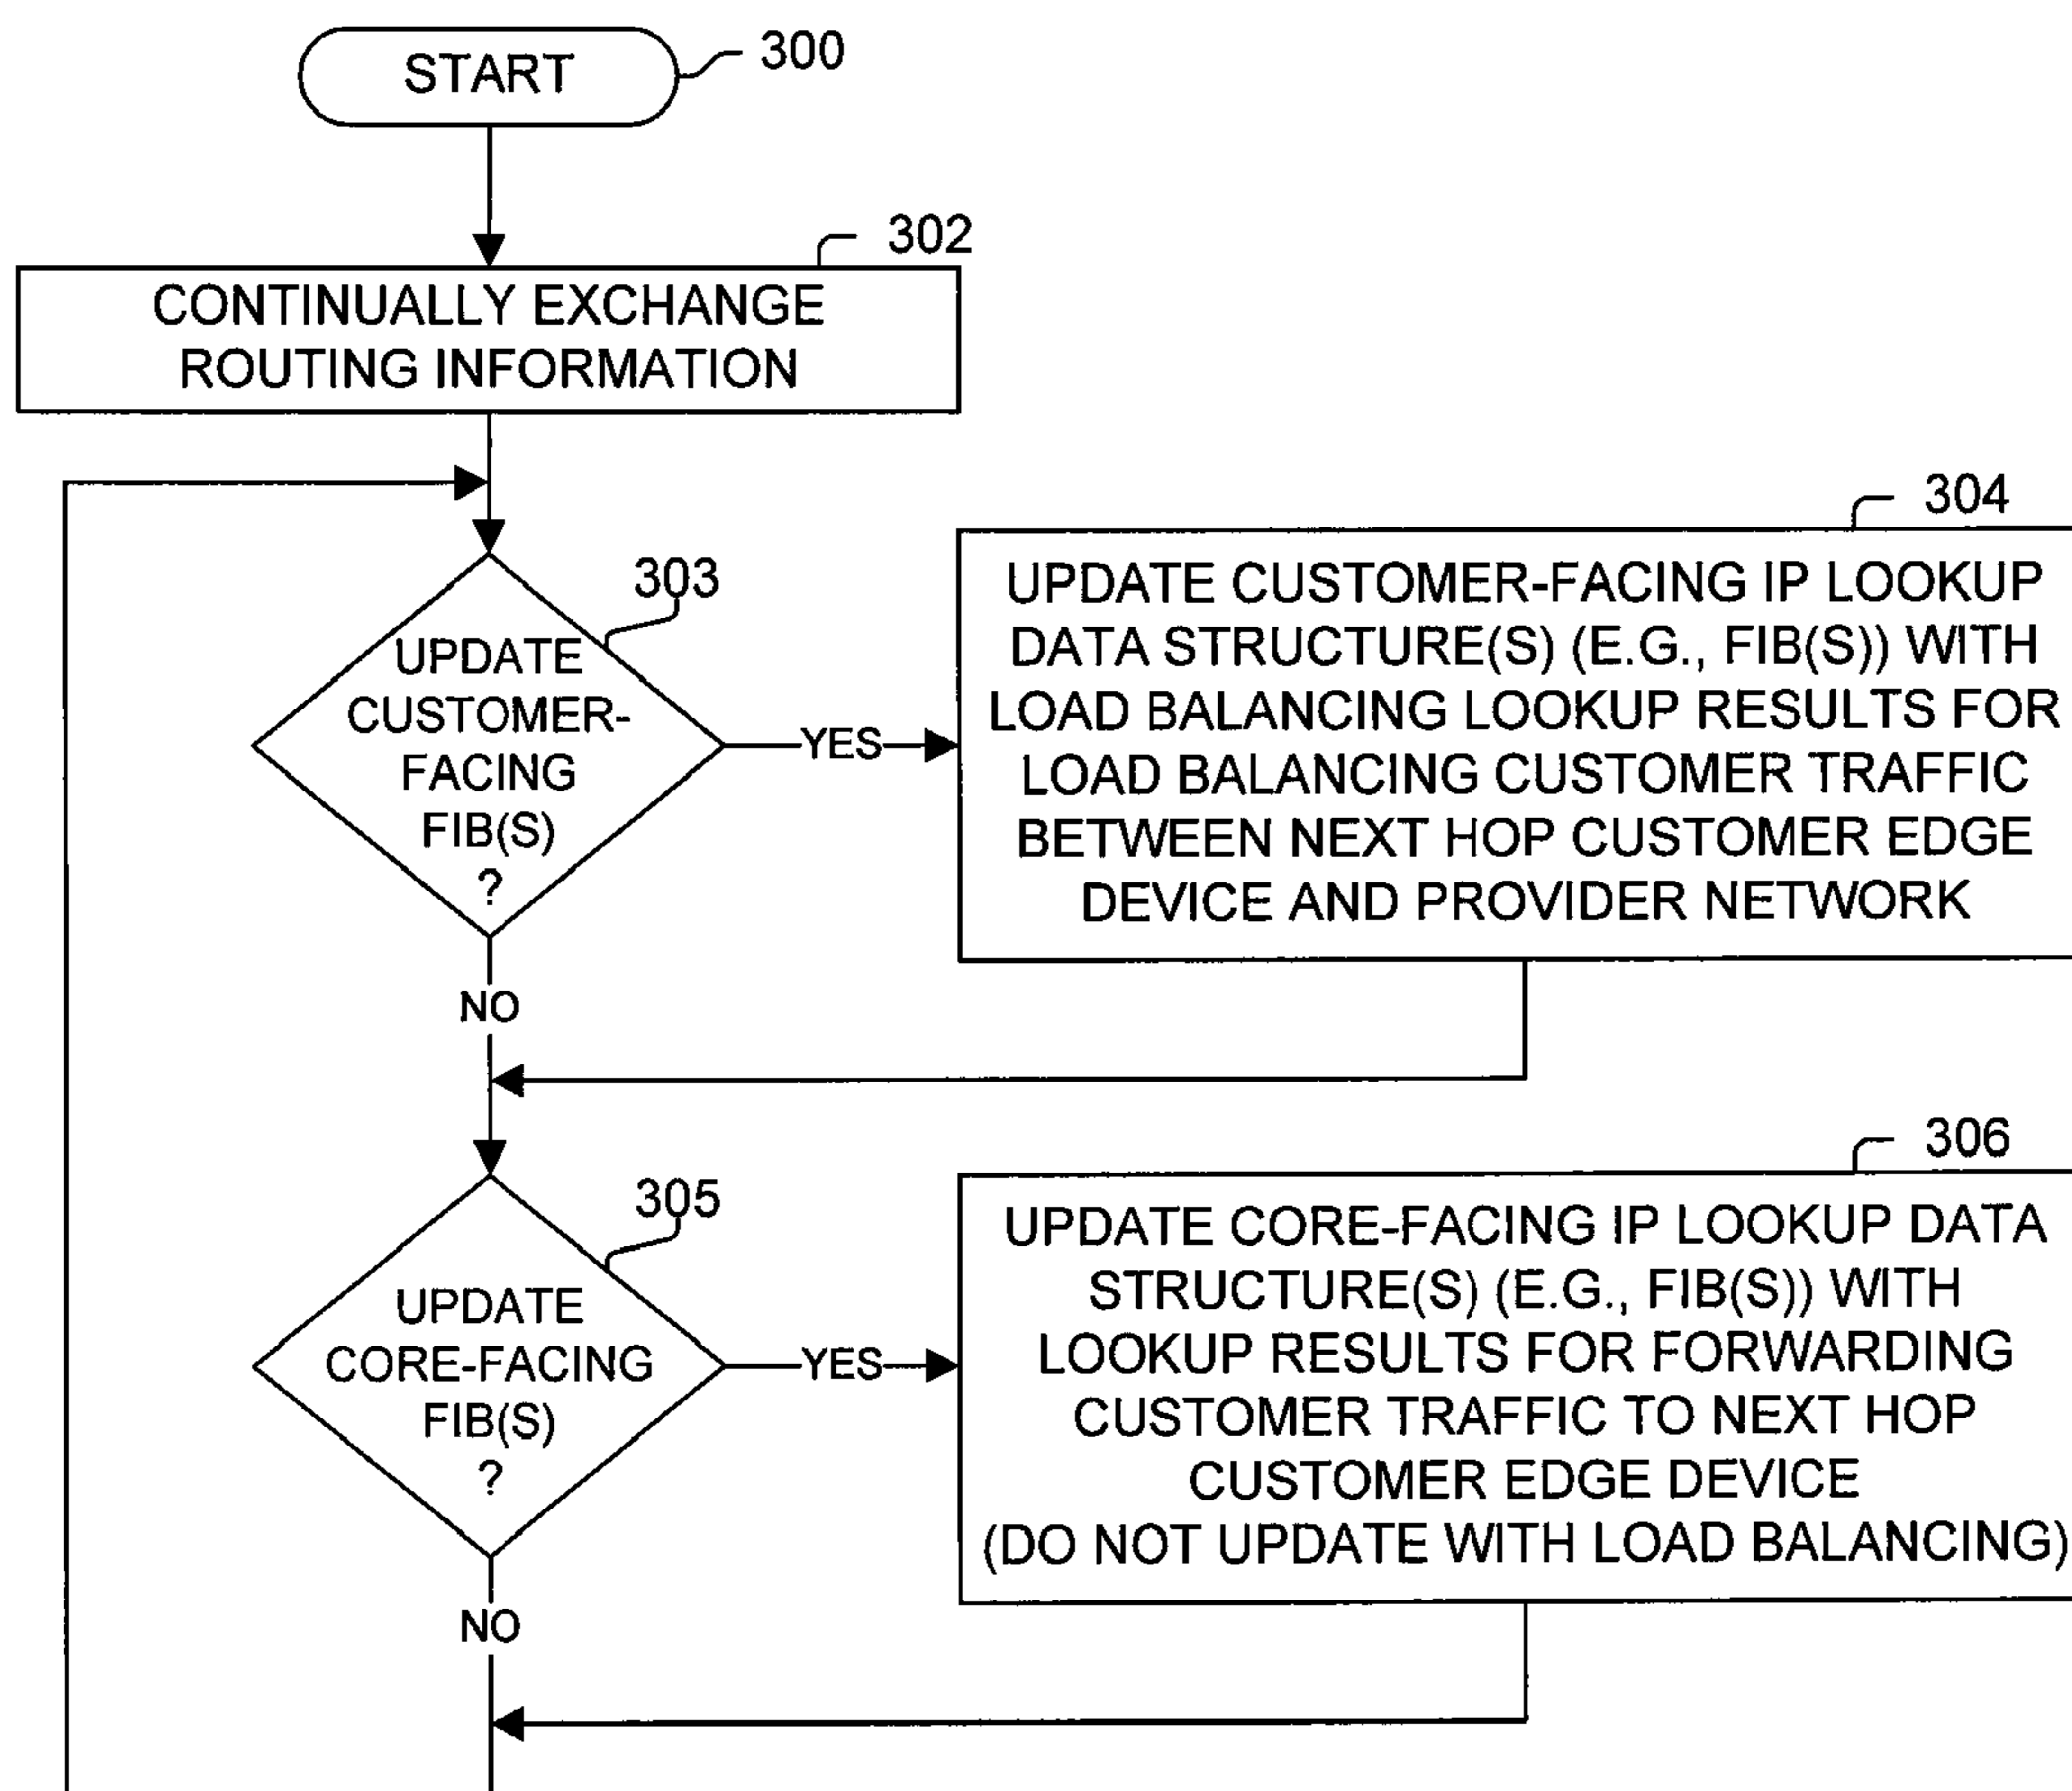 START
300
302
CONTINUALLY EXCHANGE
ROUTING INFORMATION
303
UPDATE
CUSTOMER-
FACING
FIB(S)
?
YES
NO
304
UPDATE CUSTOMER-FACING IP LOOKUP
DATA STRUCTURE(S) (E.G., FIB(S)) WITH
LOAD BALANCING LOOKUP RESULTS FOR
LOAD BALANCING CUSTOMER TRAFFIC
BETWEEN NEXT HOP CUSTOMER EDGE
DEVICE AND PROVIDER NETWORK
305
UPDATE
CORE-FACING
FIB(S)
?
YES
NO
306
UPDATE CORE-FACING IP LOOKUP DATA
STRUCTURE(S) (E.G., FIB(S)) WITH
LOOKUP RESULTS FOR FORWARDING
CUSTOMER TRAFFIC TO NEXT HOP
CUSTOMER EDGE DEVICE
(DO NOT UPDATE WITH LOAD BALANCING)